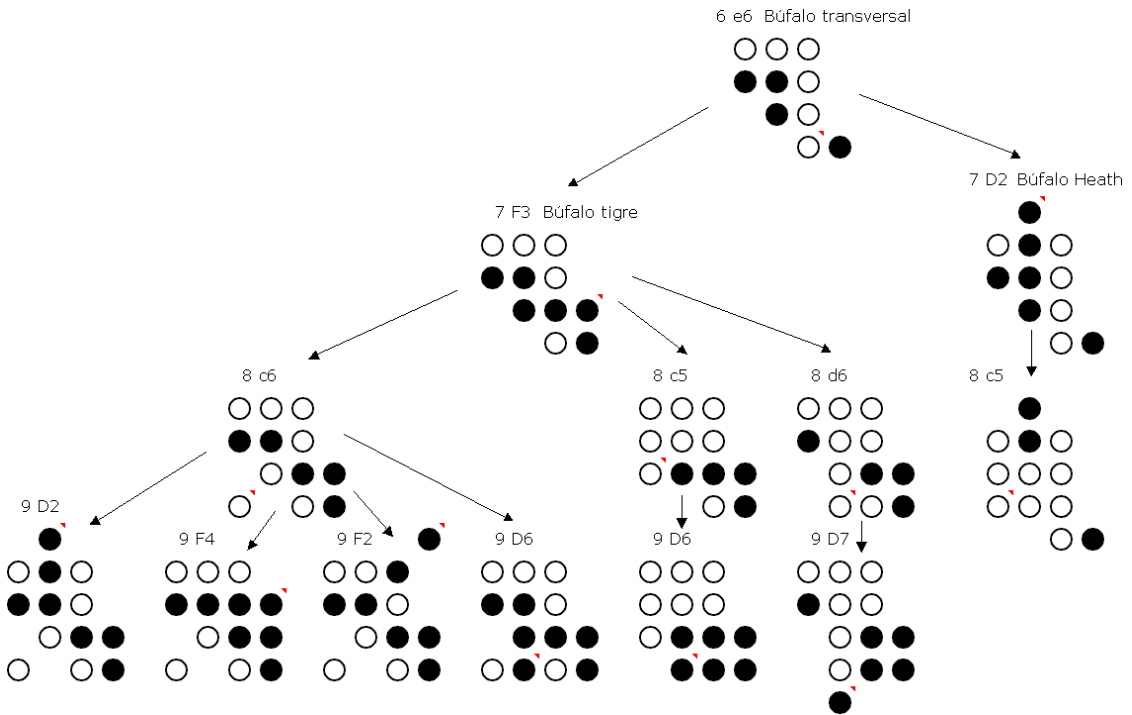 6 e6 Búfalo transversal
7 D2 Búfalo Heath
7 F3 Búfalo tigre
8 c6
8 c5
8 d6
8 c5
9 D2
9 F4
9 F2
9 D6
9 D6
9 D7